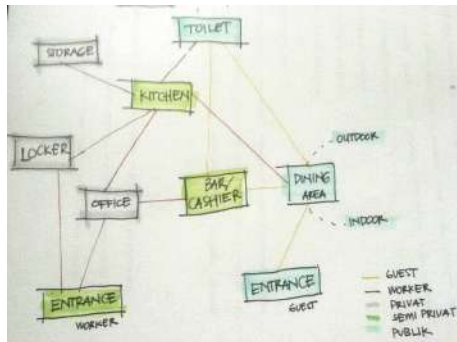 TOILET
STORAGE
KITCHEN
OUTDOOR
LOCKER
BAR/
CASHIER
DINING
AREA
OFFICE
INDOOR
ENTRANCE
WORKER
ENTRANCE
GUEST
GUEST
WORKER
PRIVAT
SEMI PRIVAT
PUBLIK